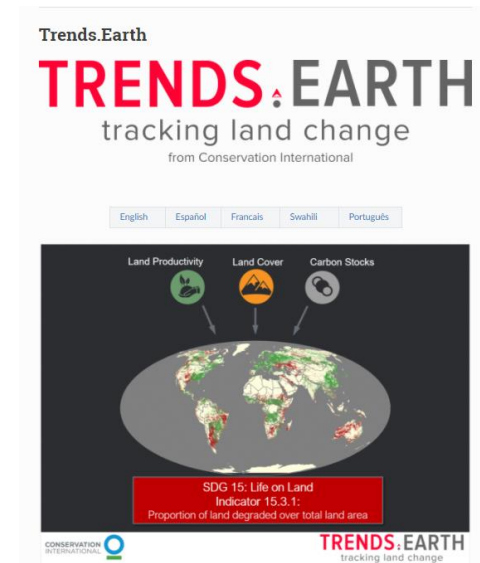 Trends.Earth
TRENDS.EARTH
tracking land change
from Conservation International
English Español Francais Swahili Português
Land Productivity Land Cover Carbon Stocks
SDG 15: Life on Land
Indicator 15.3.1:
Proportion of land degraded over total land area
CONSERVATION
INTERNATIONAL
TRENDS.EARTH
tracking land change